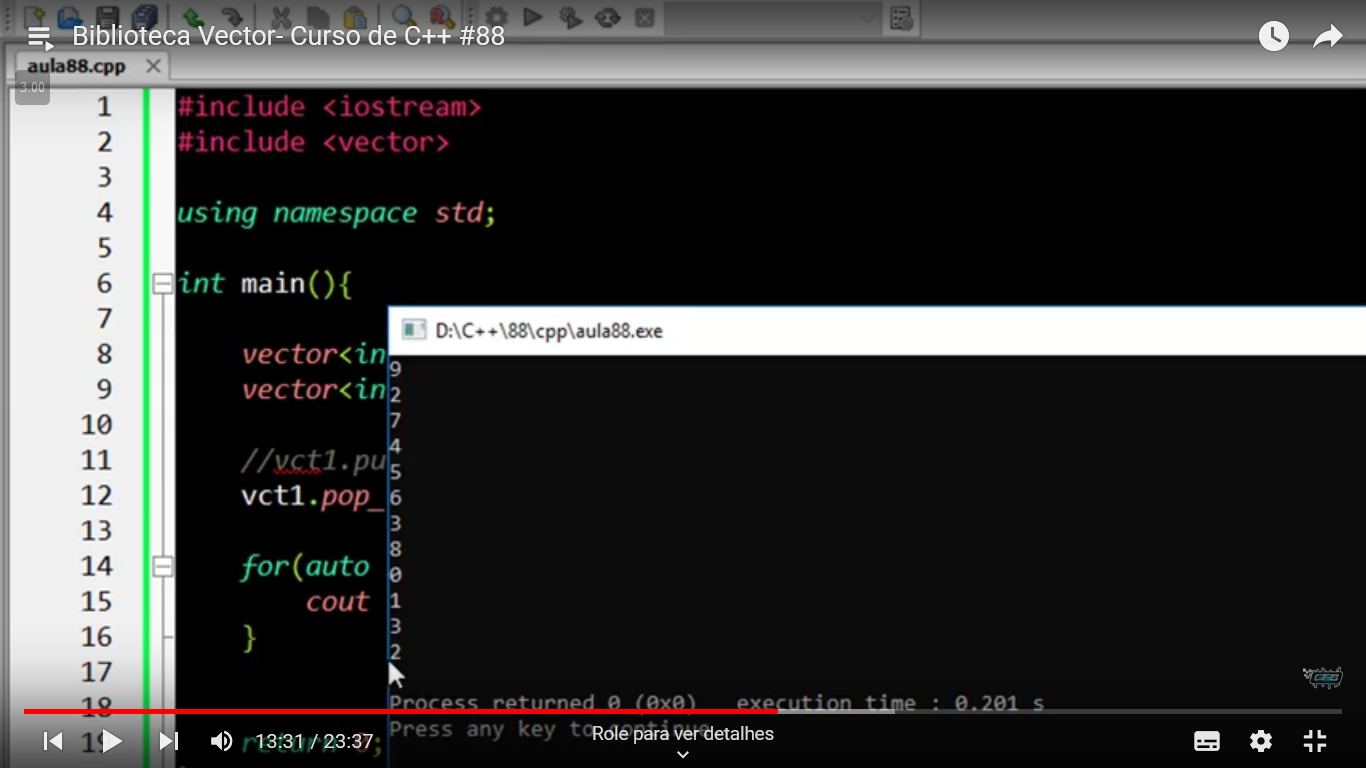 Biblioteca Vector- Curso de C++ #88
aula88.cpp
3.00
1 #include <iostream>
2 #include <vector>
3
4 using namespace std;
5
6 int main(){
7
8 vector<in
9 vector<in
10
11 //vct1.pu
12 vct1.pop_
13
14 for(auto
15 cout
16 }
17
18
19 return 0;
D:\C++\88\cpp\aula88.exe
9
2
7
4
5
6
3
8
0
1
3
2
Process returned 0 (0x0) execution time : 0.201 s
Press any key to continue
13:31 / 23:37
Role para ver detalhes
CFB